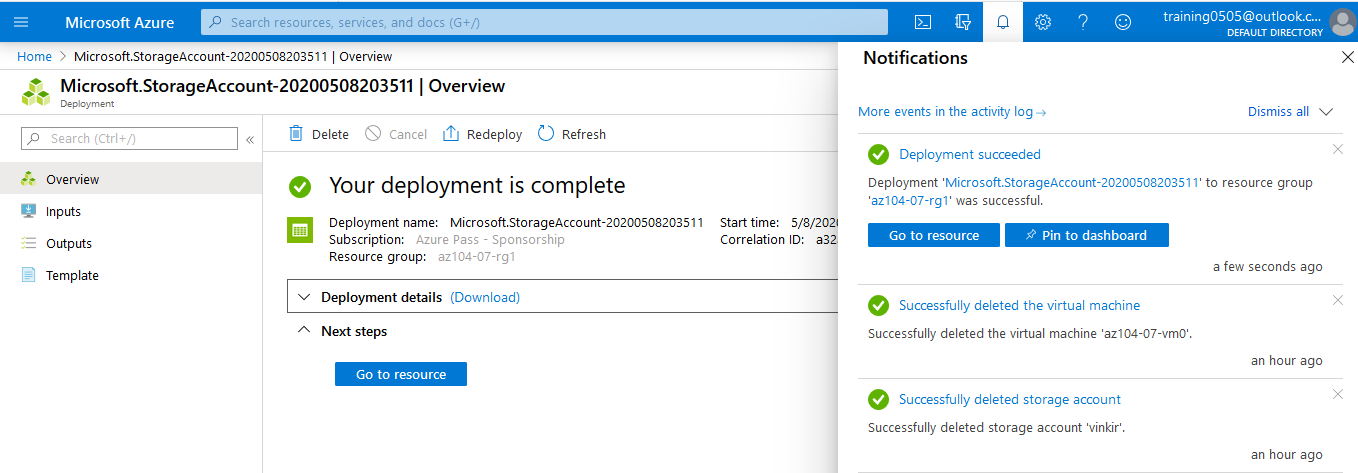 Microsoft Azure
Search resources, services, and docs (G+/)
training0505@outlook.c...
DEFAULT DIRECTORY
Home > Microsoft.StorageAccount-20200508203511 | Overview
Microsoft.StorageAccount-20200508203511 | Overview
Deployment
Search (Ctrl+/)
«
Overview
Inputs
Outputs
Template
Delete
Cancel
Redeploy
Refresh
Your deployment is complete
Deployment name: Microsoft.StorageAccount-20200508203511
Subscription: Azure Pass - Sponsorship
Resource group: az104-07-rg1
Start time: 5/8/2020
Correlation ID: a32
Deployment details (Download)
Next steps
Go to resource
Notifications
More events in the activity log →
Dismiss all
Deployment succeeded
Deployment 'Microsoft.StorageAccount-20200508203511' to resource group
'az104-07-rg1' was successful.
Go to resource
Pin to dashboard
a few seconds ago
Successfully deleted the virtual machine
Successfully deleted the virtual machine 'az104-07-vm0'.
an hour ago
Successfully deleted storage account
Successfully deleted storage account 'vinkir'.
an hour ago